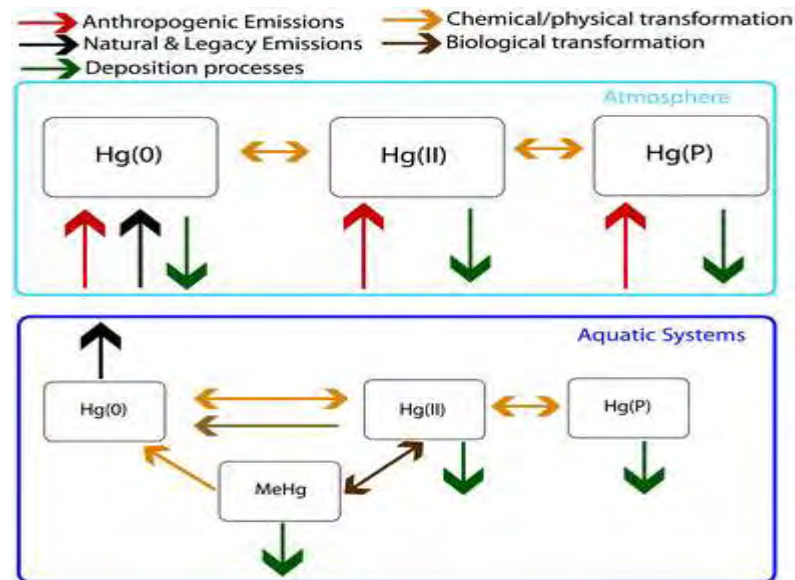 Anthropogenic Emissions
Chemical/physical transformation
Natural & Legacy Emissions
Biological transformation
Deposition processes
Atmosphere
Hg(0)
Hg(II)
Hg(P)
Aquatic Systems
Hg(0)
Hg(II)
Hg(P)
MeHg